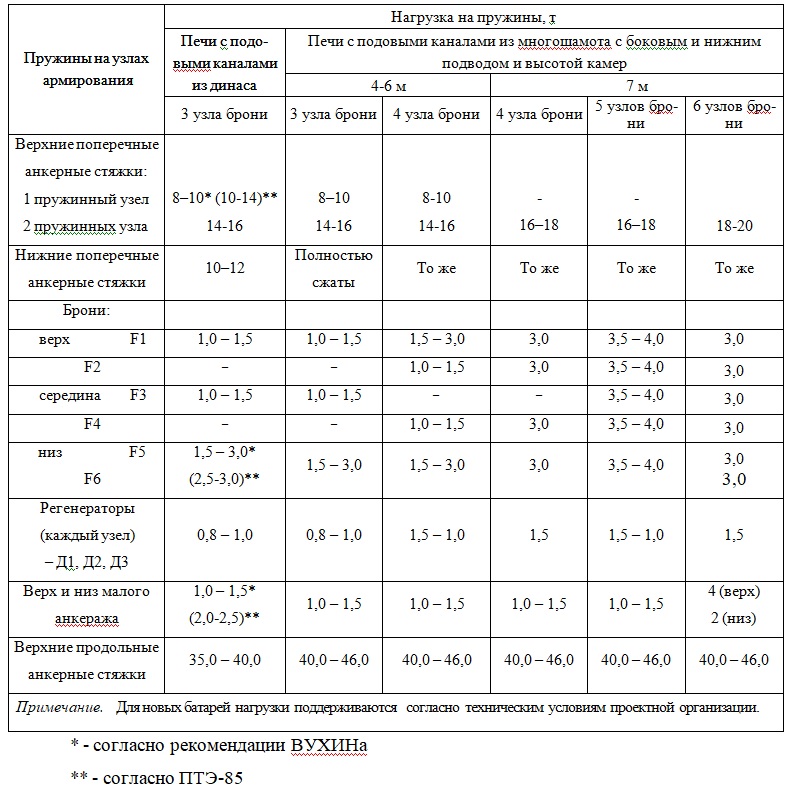 Пружины на узлах армирования
Нагрузка на пружины, т
Печи с подо-
выми каналами
из динаса
Печи с подовыми каналами из многошамота с боковым и нижним
подводом и высотой камер
4-6 м
7 м
3 узла брони
3 узла брони
4 узла брони
4 узла брони
5 узлов бро-
ни
6 узлов бро-
ни
Верхние поперечные
анкерные стяжки:
1 пружинный узел 8–10* (10-14)** 8–10 8-10 - -
2 пружинных узла 14-16 14-16 14-16 16–18 16–18 18-20
Нижние поперечные
анкерные стяжки
10–12
Полностью
сжаты
То же
То же
То же
То же
Брони:
верх F1 1,0 – 1,5 1,0 – 1,5 1,5 – 3,0 3,0 3,5 – 4,0 3,0
F2 – – 1,0 – 1,5 3,0 3,5 – 4,0 3,0
середина F3 1,0 – 1,5 1,0 – 1,5 – – 3,5 – 4,0 3,0
F4 – – 1,0 – 1,5 3,0 3,5 – 4,0 3,0
низ F5
F6
1,5 – 3,0*
(2,5-3,0)**
1,5 – 3,0
1,5 – 3,0
3,0
3,5 – 4,0
3,0
3,0
Регенераторы
(каждый узел)
– Д1, Д2, Д3
0,8 – 1,0
0,8 – 1,0
1,5 – 1,0
1,5
1,5 – 1,0
1,5
Верх и низ малого
анкеража
1,0 – 1,5*
(2,0-2,5)**
1,0 – 1,5
1,0 – 1,5
1,0 – 1,5
1,0 – 1,5
4 (верх)
2 (низ)
Верхние продольные
анкерные стяжки
35,0 – 40,0
40,0 – 46,0
40,0 – 46,0
40,0 – 46,0
40,0 – 46,0
40,0 – 46,0
Примечание. Для новых батарей нагрузки поддерживаются согласно техническим условиям проектной организации.
* - согласно рекомендации ВУХИНа
** - согласно ПТЭ-85